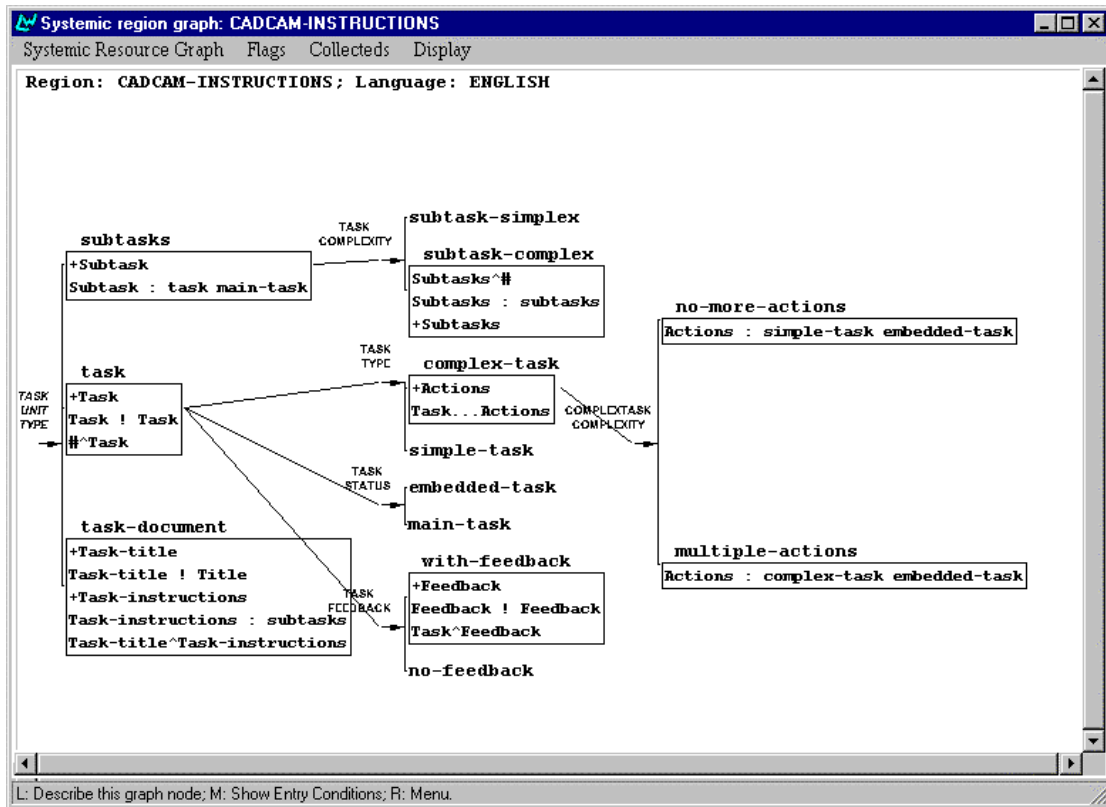 Systemic region graph: CADCAM-INSTRUCTIONS
Systemic Resource Graph Flags Collecteds Display
Region: CADCAM-INSTRUCTIONS; Language: ENGLISH
TASK
UNIT
TYPE
subtasks
+Subtask
Subtask : task main-task
task
+Task
Task ! Task
#^Task
task-document
+Task-title
Task-title ! Title
+Task-instructions
Task-instructions : subtasks
Task-title^Task-instructions
TASK
COMPLEXITY
subtask-simplex
subtask-complex
Subtasks^#
Subtasks : subtasks
+Subtasks
TASK
TYPE
complex-task
+Actions
Task...Actions
simple-task
TASK
STATUS
embedded-task
main-task
TASK
FEEDBACK
with-feedback
+Feedback
Feedback ! Feedback
Task^Feedback
no-feedback
COMPLEXTASK
COMPLEXITY
no-more-actions
Actions : simple-task embedded-task
multiple-actions
Actions : complex-task embedded-task
L: Describe this graph node; M: Show Entry Conditions; R: Menu.